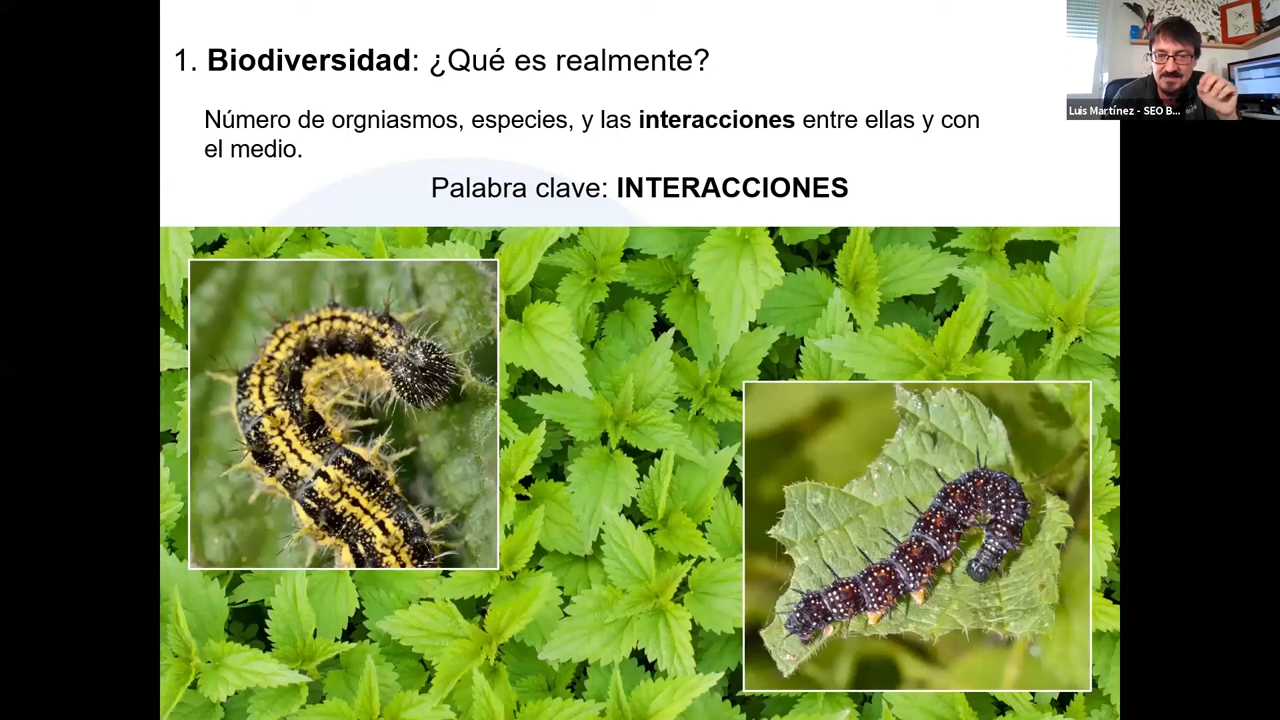 1. Biodiversidad: ¿Qué es realmente?
Número de orgniasmos, especies, y las interacciones entre ellas y con
el medio.
Palabra clave: INTERACCIONES
Luis Martínez - SEO B...